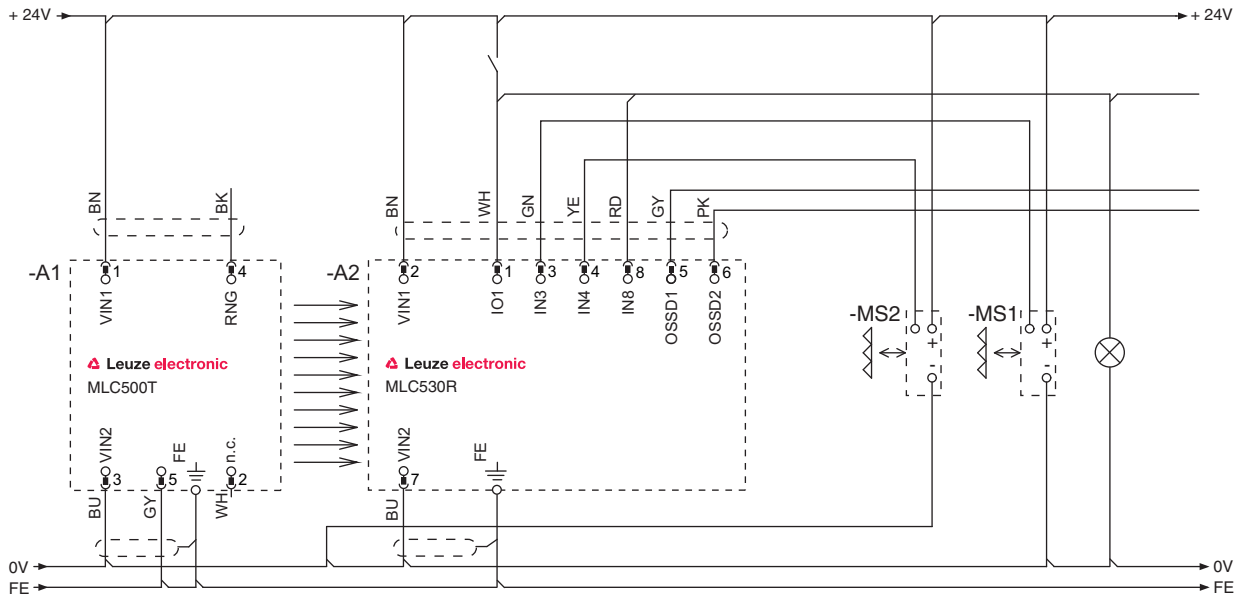 + 24V
+ 24V
BN
BK
BN
WH
GN
YE
RD
GY
PK
-A1
1
4
-A2
2
1
3
4
8
5
6
VIN1
RNG
VIN1
IO1
IN3
IN4
IN8
OSSD1
OSSD2
-MS2
-MS1
+
+
-
-
Leuze electronic
MLC500T
Leuze electronic
MLC530R
VIN2
FE
n.c.
VIN2
FE
3
5
2
7
BU
GY
WH
BU
0V
0V
FE
FE